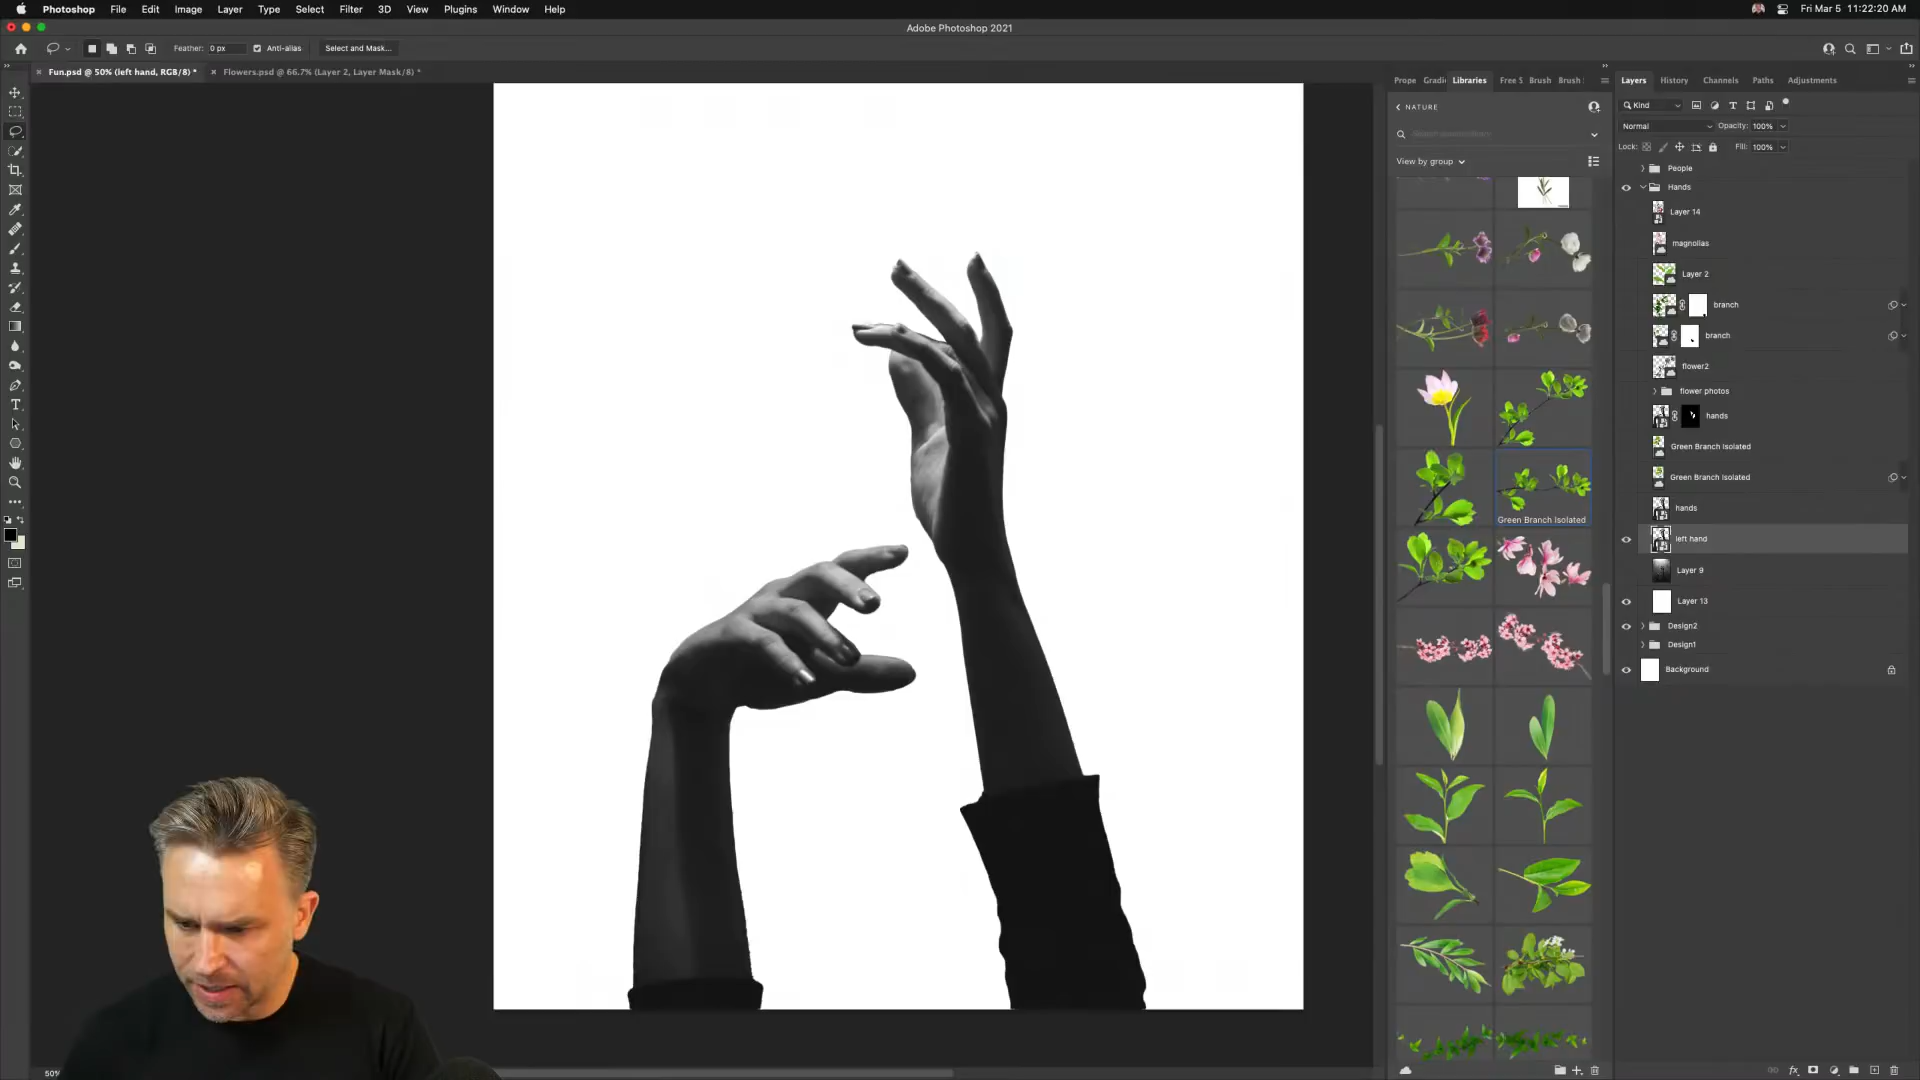 Photoshop File Edit Image Layer Type Select Filter 3D View Plugins Window Help Fri Mar 5 11:22:20 AM
Adobe Photoshop 2021
Feather: 0 px Anti-alias Select and Mask...
Fun.psd @ 50% (left hand, RGB/8) * Flowers.psd @ 66.7% (Layer 2, Layer Mask/8) *
Prope Gradi Libraries Free S Brush Brush Layers History Channels Paths Adjustments
NATURE
Kind
Normal Opacity: 100%
View by group
Lock: Fill: 100%
People
Hands
Layer 14
magnolias
Layer 2
branch
branch
flower2
flower photos
hands
Green Branch Isolated
Green Branch Isolated
hands
Green Branch Isolated
left hand
Layer 9
Layer 13
Design2
Design1
Background
50%